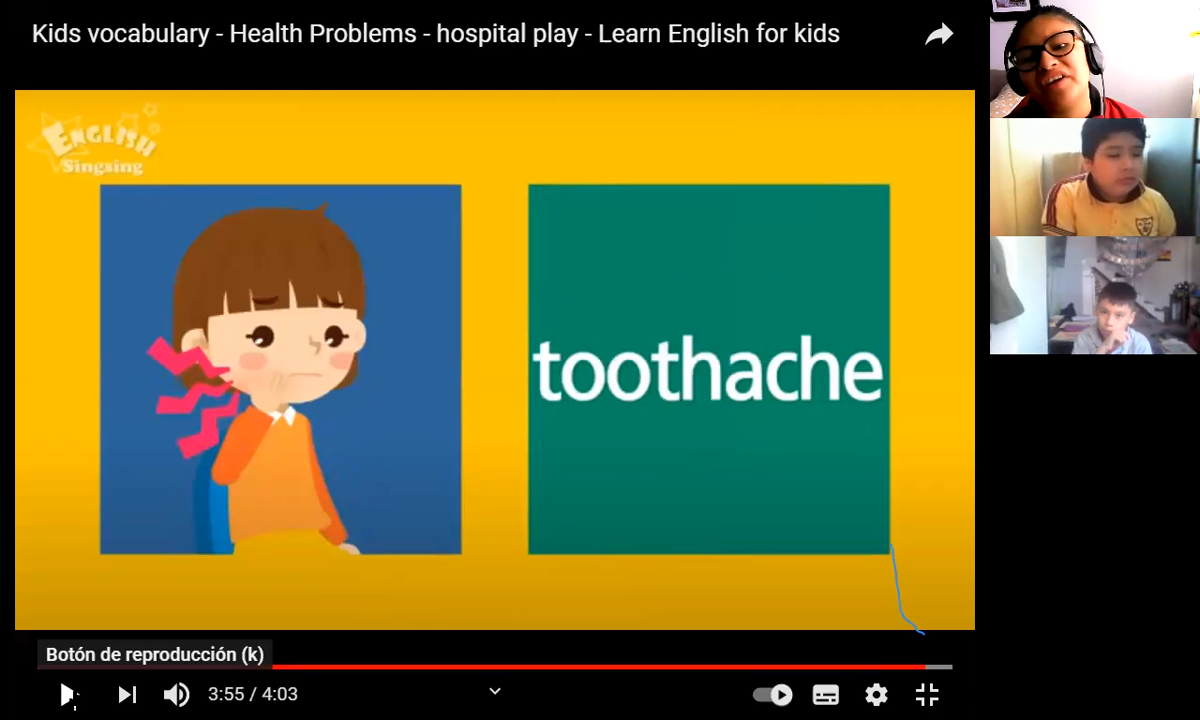 Kids vocabulary - Health Problems - hospital play - Learn English for kids
ENGLISH
Singsing
toothache
Botón de reproducción (k)
3:55 / 4:03